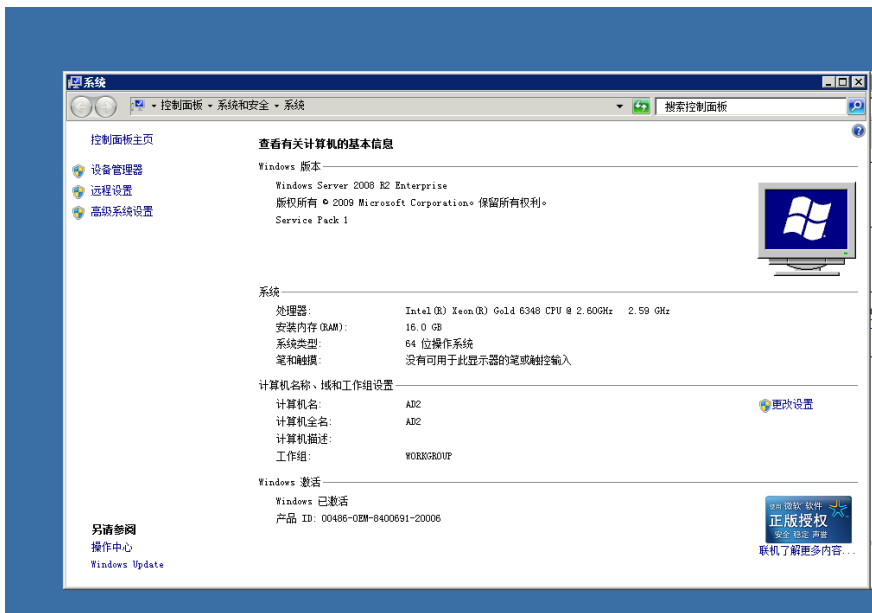 系统
控制面板 系统和安全 系统
搜索控制面板
控制面板主页
设备管理器
远程设置
高级系统设置
查看有关计算机的基本信息
Windows 版本
Windows Server 2008 R2 Enterprise
版权所有 © 2009 Microsoft Corporation。保留所有权利。
Service Pack 1
系统
处理器: Intel(R) Xeon(R) Gold 6348 CPU @ 2.60GHz 2.59 GHz
安装内存(RAM): 16.0 GB
系统类型: 64 位操作系统
笔和触摸: 没有可用于此显示器的笔或触控输入
计算机名称、域和工作组设置
计算机名: AD2
更改设置
计算机全名: AD2
计算机描述:
工作组: WORKGROUP
Windows 激活
Windows 已激活
产品 ID: 00486-OEM-8400691-20006
使用 微软 软件
正版授权
安全 稳定 声誉
联机了解更多内容...
另请参阅
操作中心
Windows Update